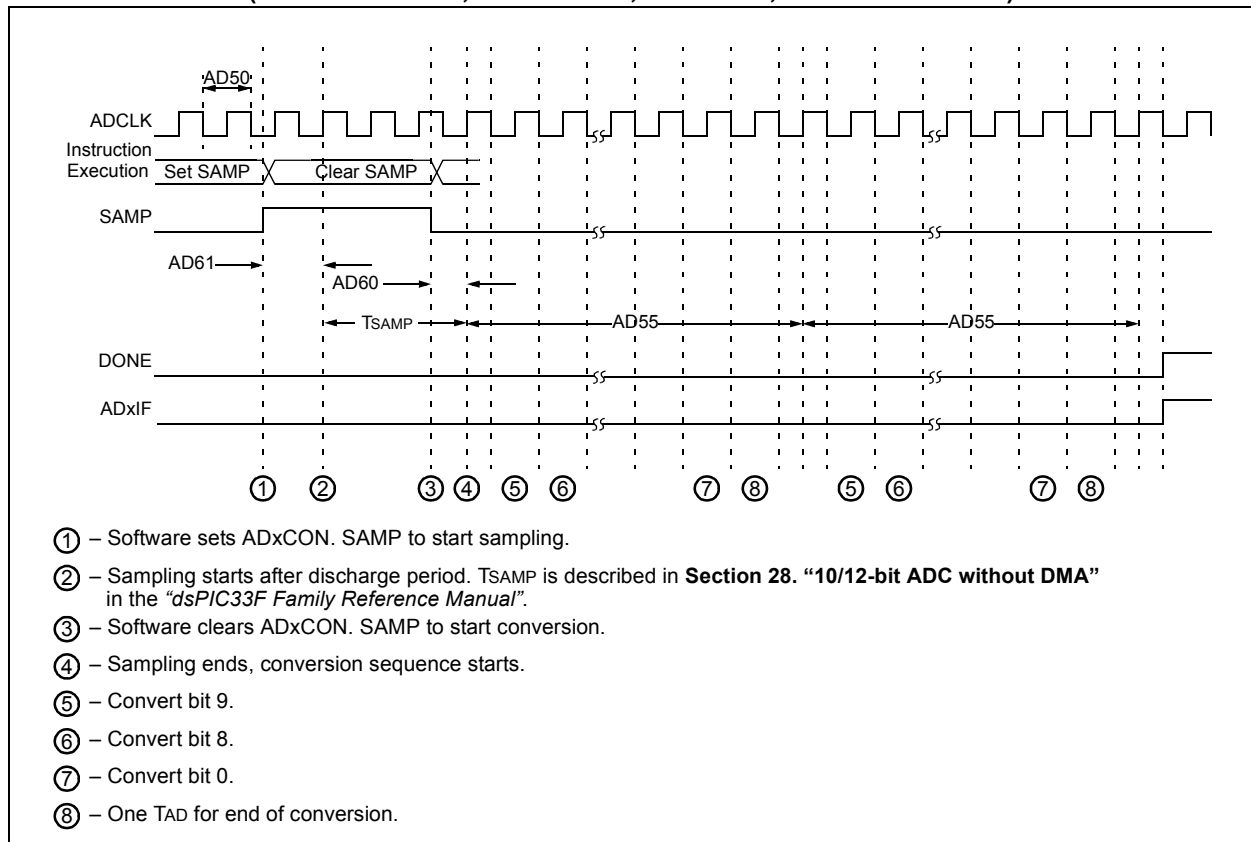 AD50
ADCLK
Instruction
Execution
Set SAMP
Clear SAMP
SAMP
AD61
AD60
TSAMP
AD55
AD55
DONE
ADxIF
1 2 3 4 5 6 7 8 5 6 7 8
1 – Software sets ADxCON. SAMP to start sampling.
2 – Sampling starts after discharge period. TSAMP is described in Section 28. “10/12-bit ADC without DMA”
in the “dsPIC33F Family Reference Manual”.
3 – Software clears ADxCON. SAMP to start conversion.
4 – Sampling ends, conversion sequence starts.
5 – Convert bit 9.
6 – Convert bit 8.
7 – Convert bit 0.
8 – One TAD for end of conversion.